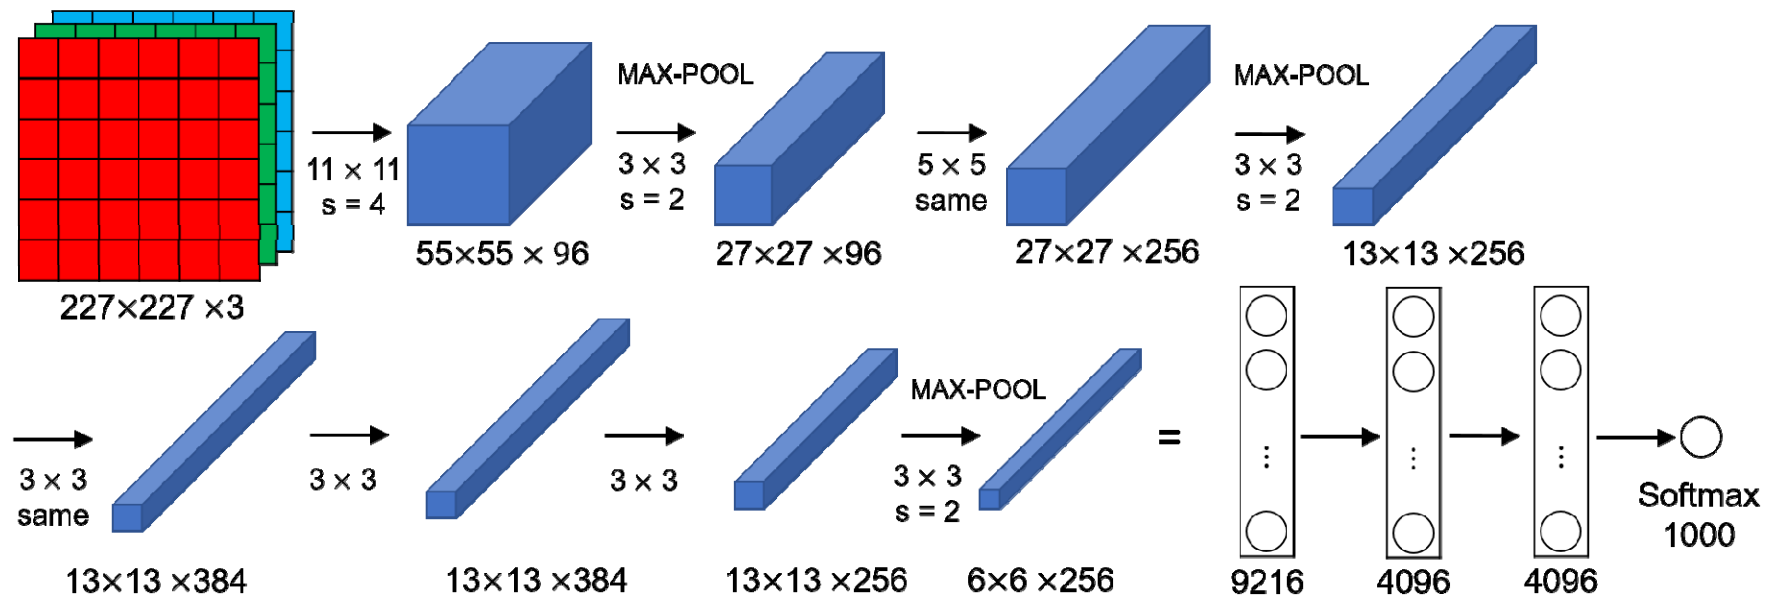 227×227 ×3
11 × 11
s = 4
55×55 × 96
MAX-POOL
3 × 3
s = 2
27×27 ×96
5 × 5
same
27×27 ×256
MAX-POOL
3 × 3
s = 2
13×13 ×256
3 × 3
same
13×13 ×384
3 × 3
13×13 ×384
3 × 3
13×13 ×256
MAX-POOL
3 × 3
s = 2
6×6 ×256
=
...
9216
...
4096
...
4096
Softmax
1000